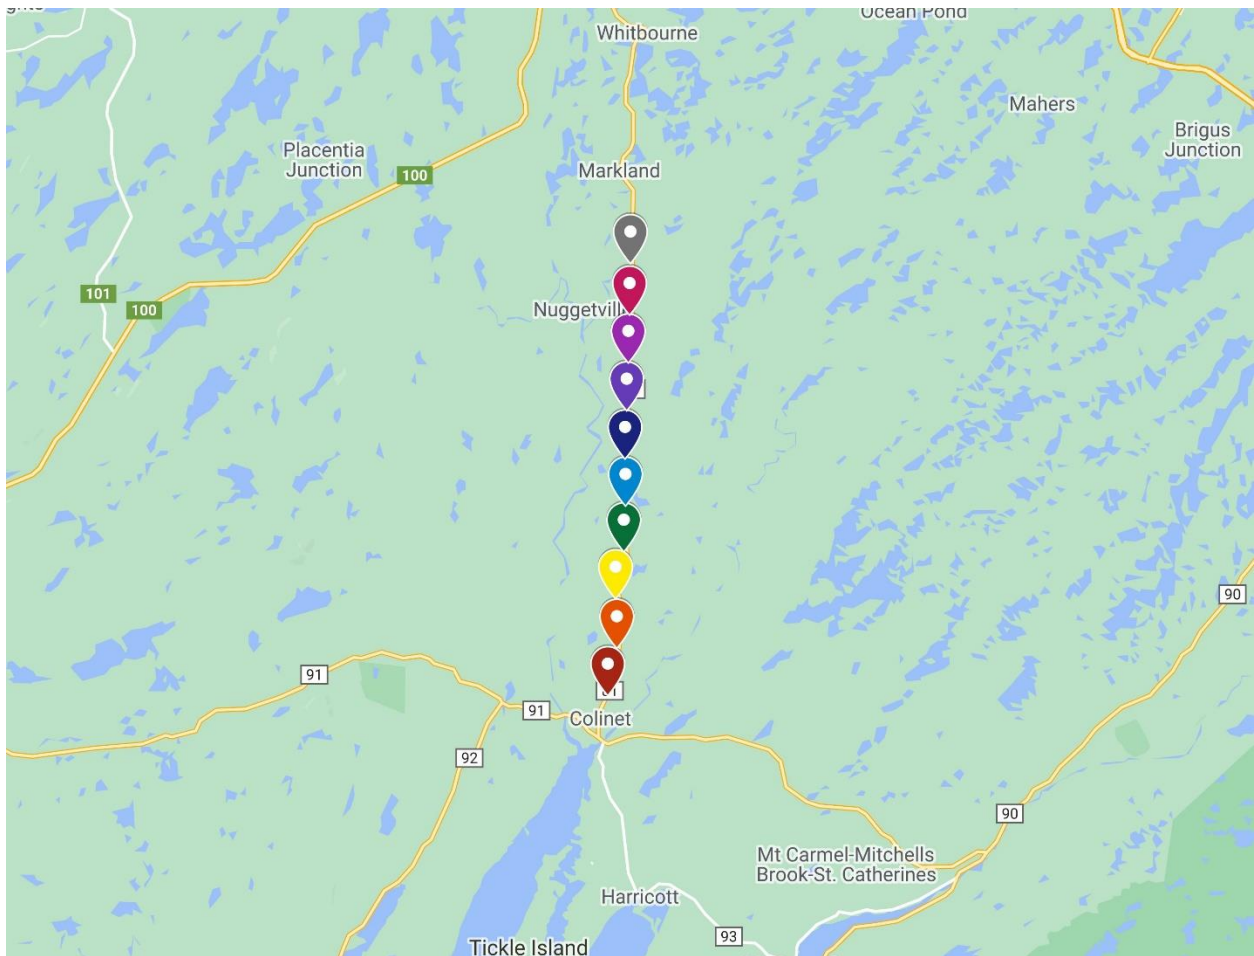 Ocean Pond
Whitbourne
Mahers
Brigus
Junction
Placentia
Junction
100
Markland
101
100
Nuggetvill
90
91
91
Colinet
92
90
Mt Carmel-Mitchells
Brook-St. Catherines
Harricott
93
Tickle Island